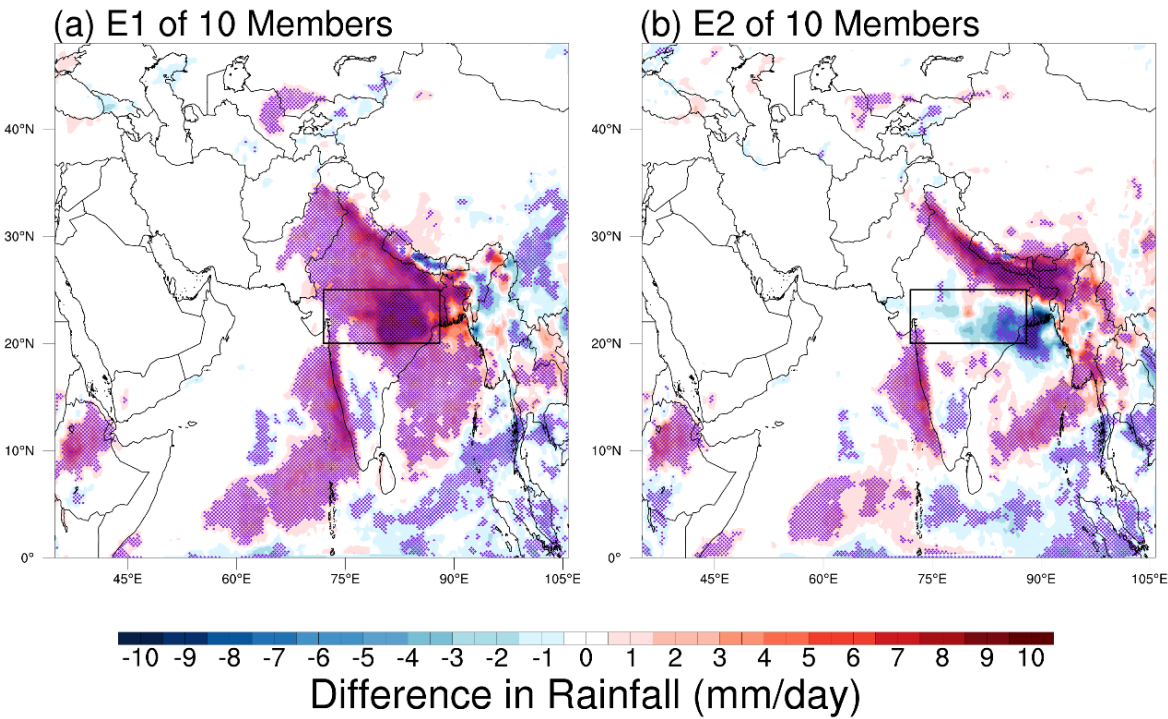 (a) E1 of 10 Members
(b) E2 of 10 Members
40°N
30°N
20°N
10°N
0°
45°E 60°E 75°E 90°E 105°E
40°N
30°N
20°N
10°N
0°
45°E 60°E 75°E 90°E 105°E
-10 -9 -8 -7 -6 -5 -4 -3 -2 -1 0 1 2 3 4 5 6 7 8 9 10
Difference in Rainfall (mm/day)